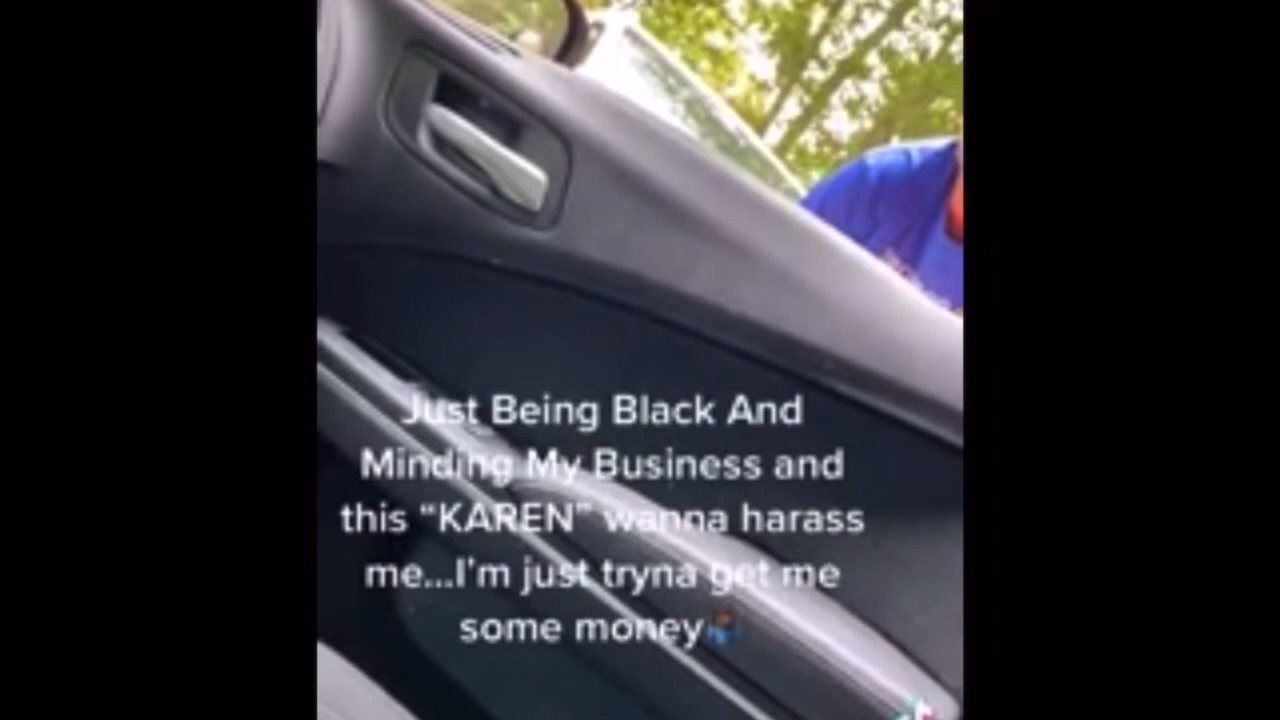 Just Being Black And
Minding My Business and
this “KAREN” wanna harass
me...I'm just tryna get me
some money